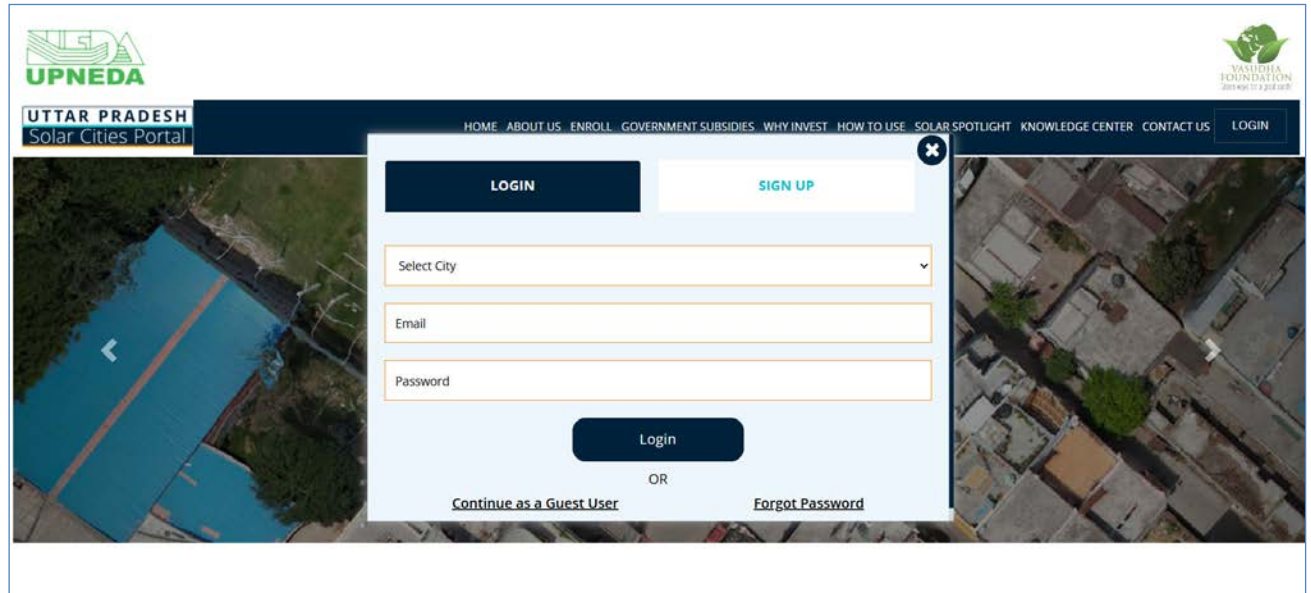 UPNEDA
VASUDHA
FOUNDATION
UTTAR PRADESH
Solar Cities Portal
HOME ABOUT US ENROLL GOVERNMENT SUBSIDIES WHY INVEST HOW TO USE SOLAR SPOTLIGHT KNOWLEDGE CENTER CONTACT US LOGIN
LOGIN SIGN UP
Select City
Email
Password
Login
OR
Continue as a Guest User Forgot Password